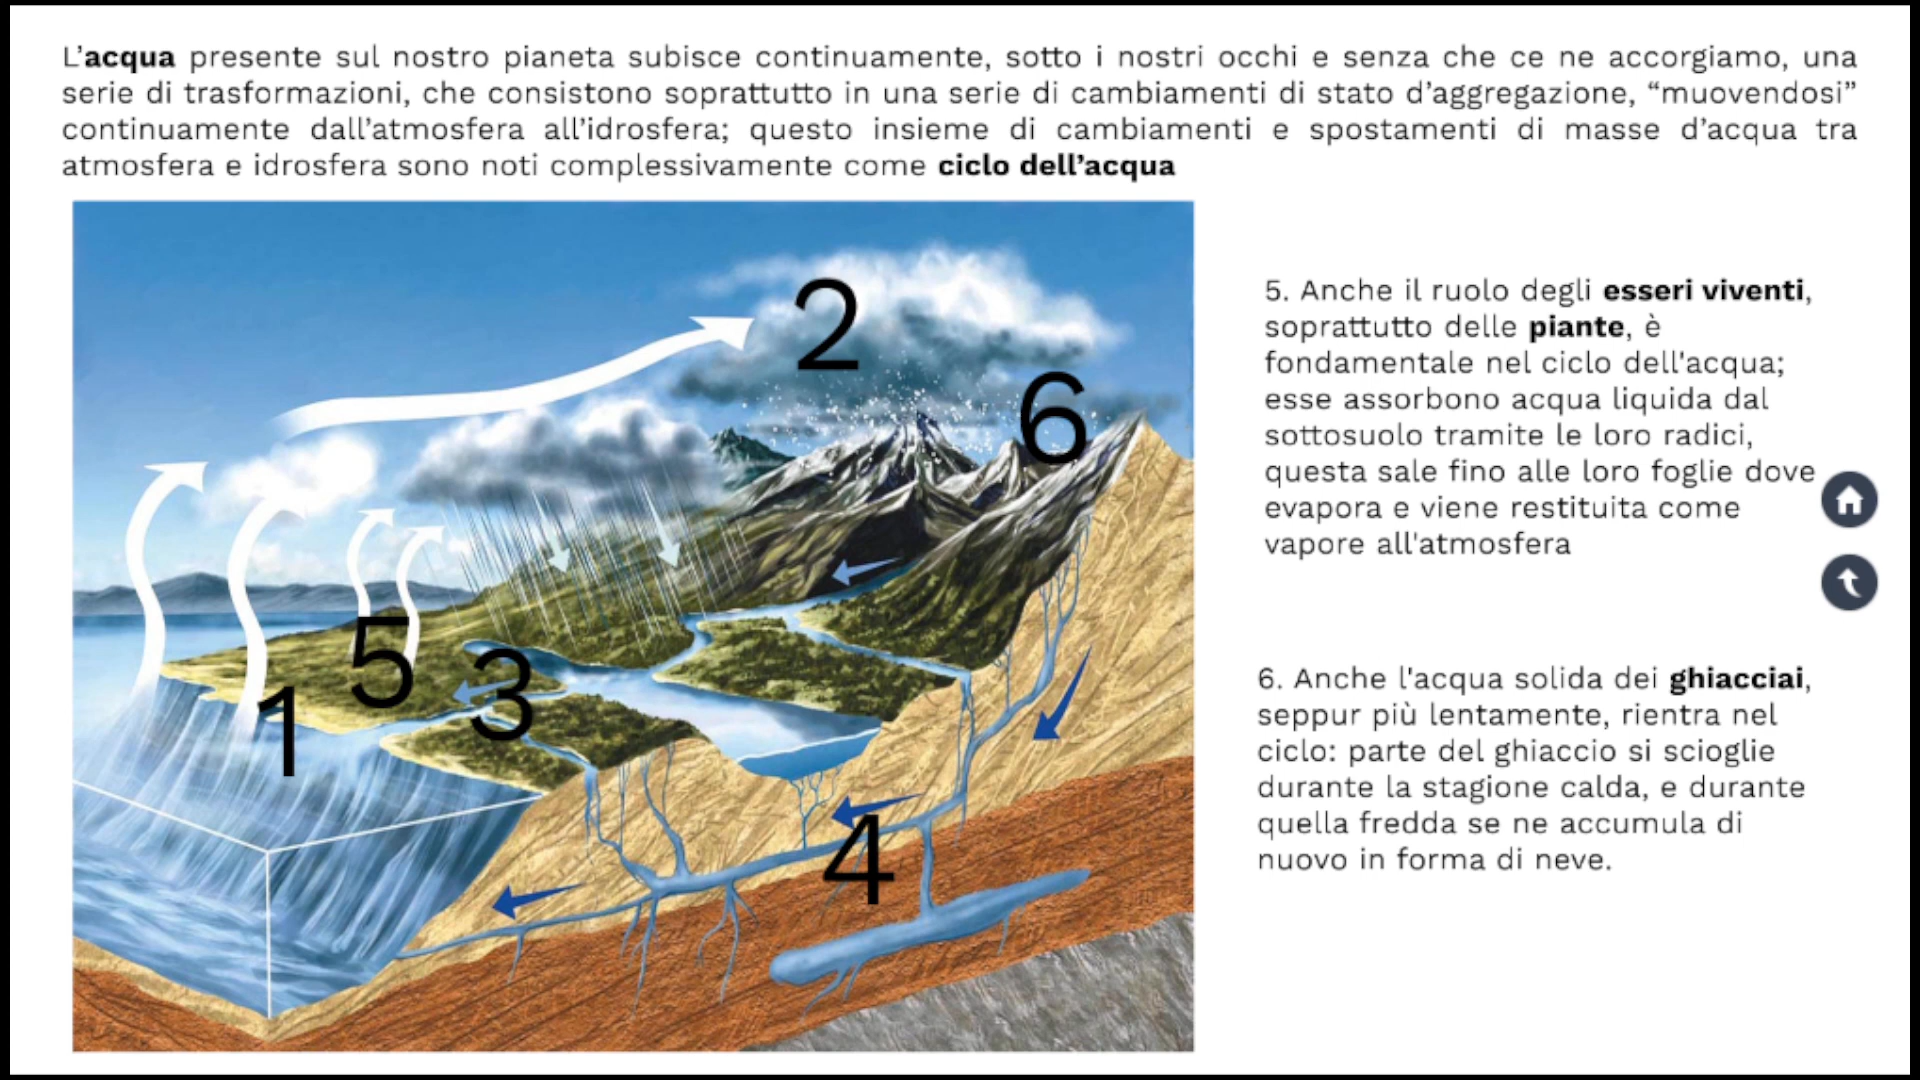 L’acqua presente sul nostro pianeta subisce continuamente, sotto i nostri occhi e senza che ce ne accorgiamo, una
serie di trasformazioni, che consistono soprattutto in una serie di cambiamenti di stato d’aggregazione, “muovendosi”
continuamente dall’atmosfera all’idrosfera; questo insieme di cambiamenti e spostamenti di masse d’acqua tra
atmosfera e idrosfera sono noti complessivamente come ciclo dell’acqua
2
6
5
3
1
4
5. Anche il ruolo degli esseri viventi,
soprattutto delle piante, è
fondamentale nel ciclo dell'acqua;
esse assorbono acqua liquida dal
sottosuolo tramite le loro radici,
questa sale fino alle loro foglie dove
evapora e viene restituita come
vapore all'atmosfera
6. Anche l'acqua solida dei ghiacciai,
seppur più lentamente, rientra nel
ciclo: parte del ghiaccio si scioglie
durante la stagione calda, e durante
quella fredda se ne accumula di
nuovo in forma di neve.